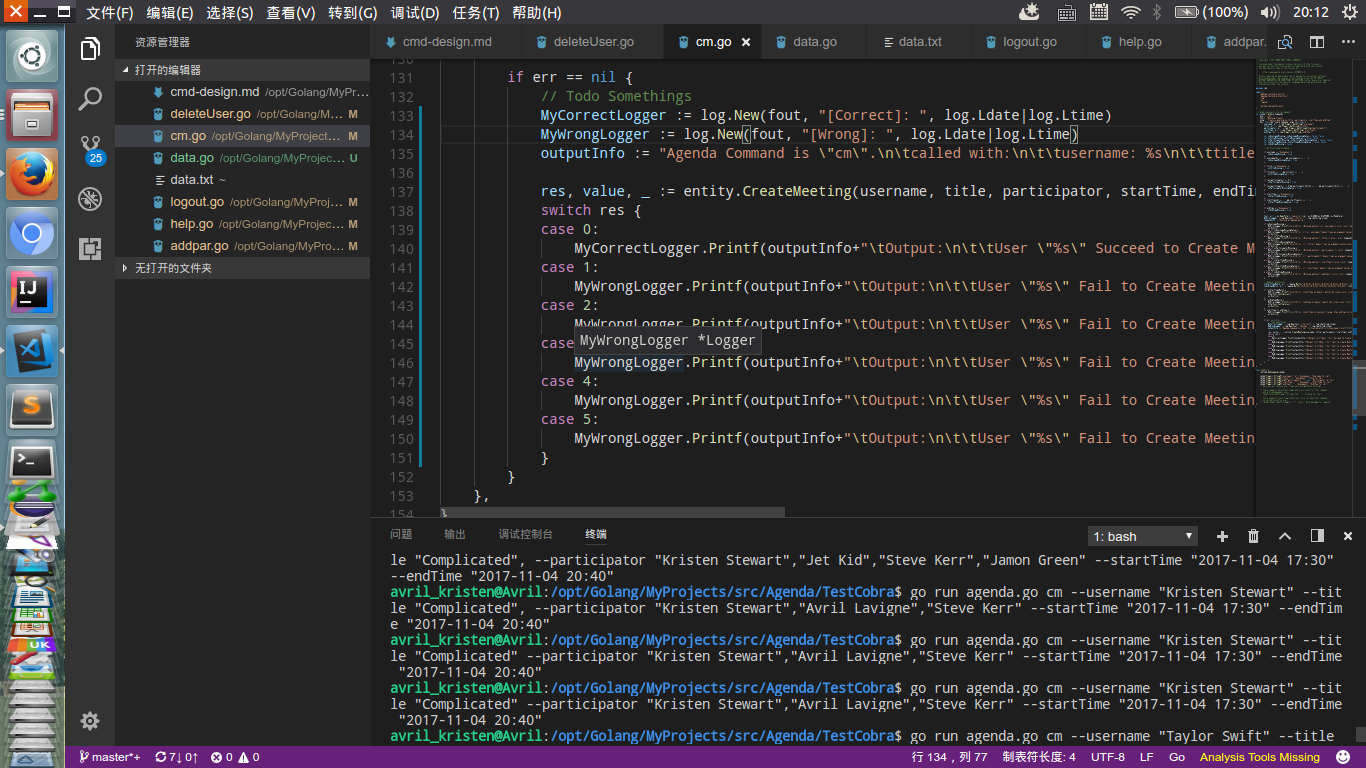 文件(F) 编辑(E) 选择(S) 查看(V) 转到(G) 调试(D) 任务(T) 帮助(H) (100%) 20:12
资源管理器
cmd-design.md deleteUser.go cm.go data.go data.txt logout.go help.go addpar.
打开的编辑器
cmd-design.md /opt/Golang/MyPr...
deleteUser.go /opt/Golang/M... M
cm.go /opt/Golang/MyProject... M
data.go /opt/Golang/MyProjec... U
data.txt ~
logout.go /opt/Golang/MyProj... M
help.go /opt/Golang/MyProjec... M
addpar.go /opt/Golang/MyPro... M
无打开的文件夹
25
130
131 if err == nil {
132 // Todo Somethings
133 MyCorrectLogger := log.New(fout, "[Correct]: ", log.Ldate|log.Ltime)
134 MyWrongLogger := log.New(fout, "[Wrong]: ", log.Ldate|log.Ltime)
135 outputInfo := "Agenda Command is \"cm\".\n\tcalled with:\n\t\tusername: %s\n\t\ttitle
136
137 res, value, _ := entity.CreateMeeting(username, title, participator, startTime, endTi
138 switch res {
139 case 0:
140 MyCorrectLogger.Printf(outputInfo+"\tOutput:\n\t\tUser \"%s\" Succeed to Create M
141 case 1:
142 MyWrongLogger.Printf(outputInfo+"\tOutput:\n\t\tUser \"%s\" Fail to Create Meetin
143 case 2:
144 MyWrongLogger.Printf(outputInfo+"\tOutput:\n\t\tUser \"%s\" Fail to Create Meetin
145 case
MyWrongLogger *Logger
146 MyWrongLogger.Printf(outputInfo+"\tOutput:\n\t\tUser \"%s\" Fail to Create Meetin
147 case 4:
148 MyWrongLogger.Printf(outputInfo+"\tOutput:\n\t\tUser \"%s\" Fail to Create Meetin
149 case 5:
150 MyWrongLogger.Printf(outputInfo+"\tOutput:\n\t\tUser \"%s\" Fail to Create Meetin
151 }
152 }
153 },
154 }
问题 输出 调试控制台 终端 1: bash
le "Complicated", --participator "Kristen Stewart","Jet Kid","Steve Kerr","Jamon Green" --startTime "2017-11-04 17:30"
--endTime "2017-11-04 20:40"
avril_kristen@Avril:/opt/Golang/MyProjects/src/Agenda/TestCobra$ go run agenda.go cm --username "Kristen Stewart" --tit
le "Complicated", --participator "Kristen Stewart","Avril Lavigne","Steve Kerr" --startTime "2017-11-04 17:30" --endTim
e "2017-11-04 20:40"
avril_kristen@Avril:/opt/Golang/MyProjects/src/Agenda/TestCobra$ go run agenda.go cm --username "Kristen Stewart" --tit
le "Complicated" --participator "Kristen Stewart","Avril Lavigne","Steve Kerr" --startTime "2017-11-04 17:30" --endTime
"2017-11-04 20:40"
avril_kristen@Avril:/opt/Golang/MyProjects/src/Agenda/TestCobra$ go run agenda.go cm --username "Kristen Stewart" --tit
le "Complicated" --participator "Kristen Stewart","Avril Lavigne","Steve Kerr" --startTime "2017-11-04 17:30" --endTime
"2017-11-04 20:40"
avril_kristen@Avril:/opt/Golang/MyProjects/src/Agenda/TestCobra$ go run agenda.go cm --username "Taylor Swift" --title
master*+ 7↓ 0↑ 0 0 行 134，列 77 制表符长度: 4 UTF-8 LF Go Analysis Tools Missing
IJ
S
UK